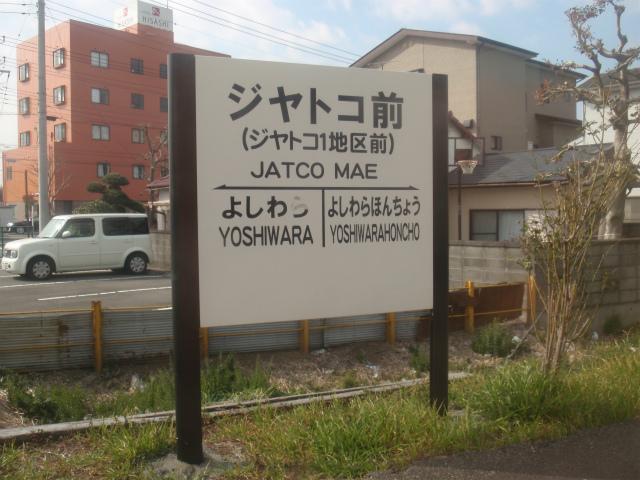 HISASHI
ジヤトコ前
(ジヤトコ1地区前)
JATCO MAE
よしわら
YOSHIWARA
よしわらほんちょう
YOSHIWARAHONCHO